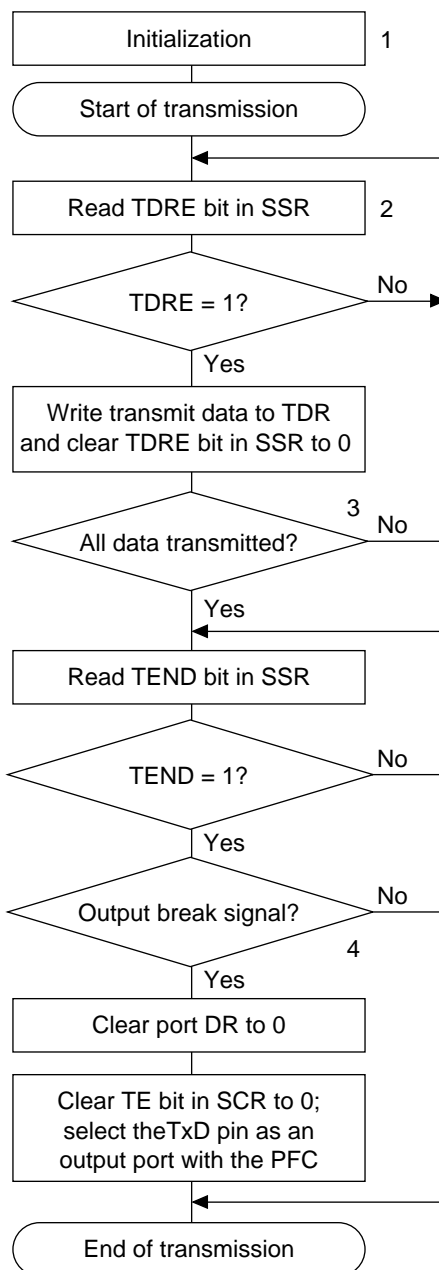 Initialization
1
Start of transmission
Read TDRE bit in SSR
2
TDRE = 1?
No
Yes
Write transmit data to TDR
and clear TDRE bit in SSR to 0
3
All data transmitted?
No
Yes
Read TEND bit in SSR
TEND = 1?
No
Yes
Output break signal?
No
4
Yes
Clear port DR to 0
Clear TE bit in SCR to 0;
select theTxD pin as an
output port with the PFC
End of transmission